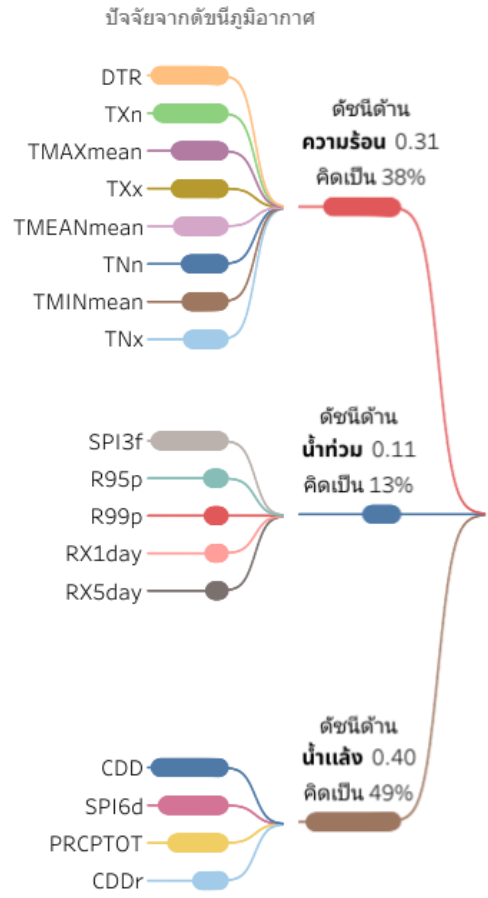 ปัจจัยจากดัชนีภูมิอากาศ
DTR
TXn
TMAXmean
TXx
TMEANmean
TNn
TMINmean
TNx
ดัชนีด้าน
ความร้อน 0.31
คิดเป็น 38%
SPI3f
R95p
R99p
RX1day
RX5day
ดัชนีด้าน
น้ำท่วม 0.11
คิดเป็น 13%
CDD
SPI6d
PRCPTOT
CDDr
ดัชนีด้าน
น้ำแล้ง 0.40
คิดเป็น 49%